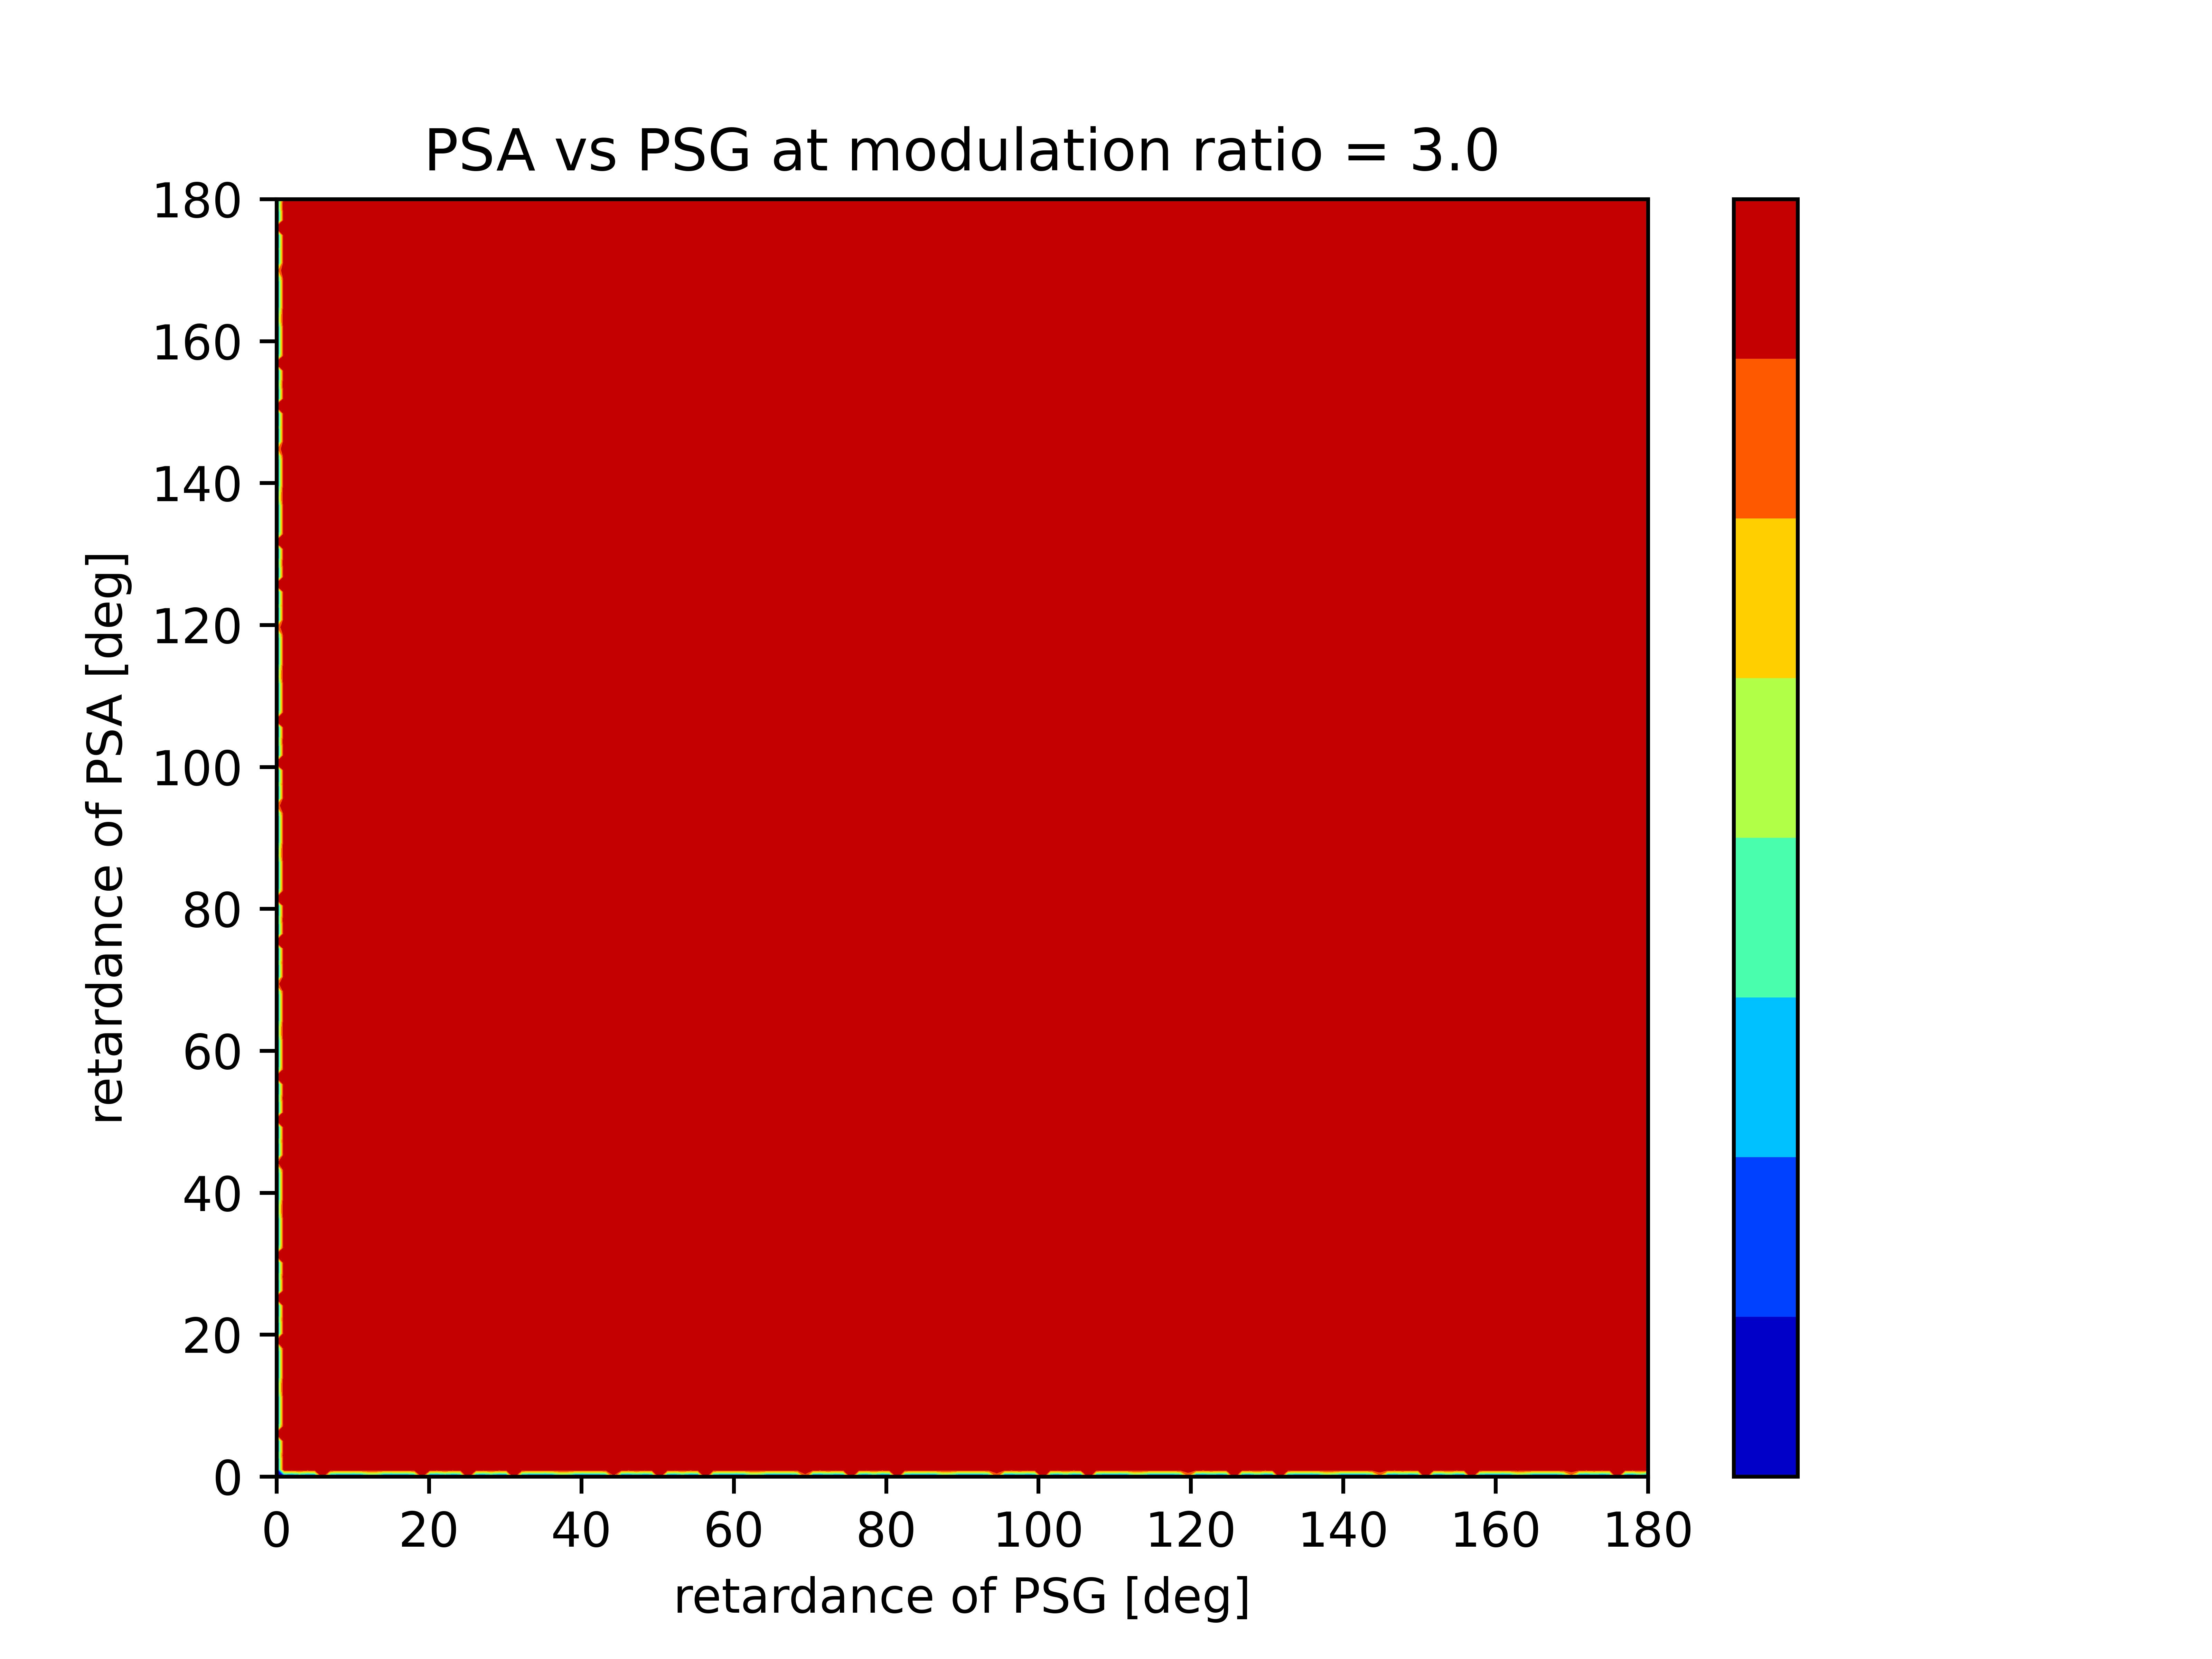 PSA vs PSG at modulation ratio = 3.0
180
160
140
120
100
80
60
40
20
0
retardance of PSA [deg]
0 20 40 60 80 100 120 140 160 180
retardance of PSG [deg]